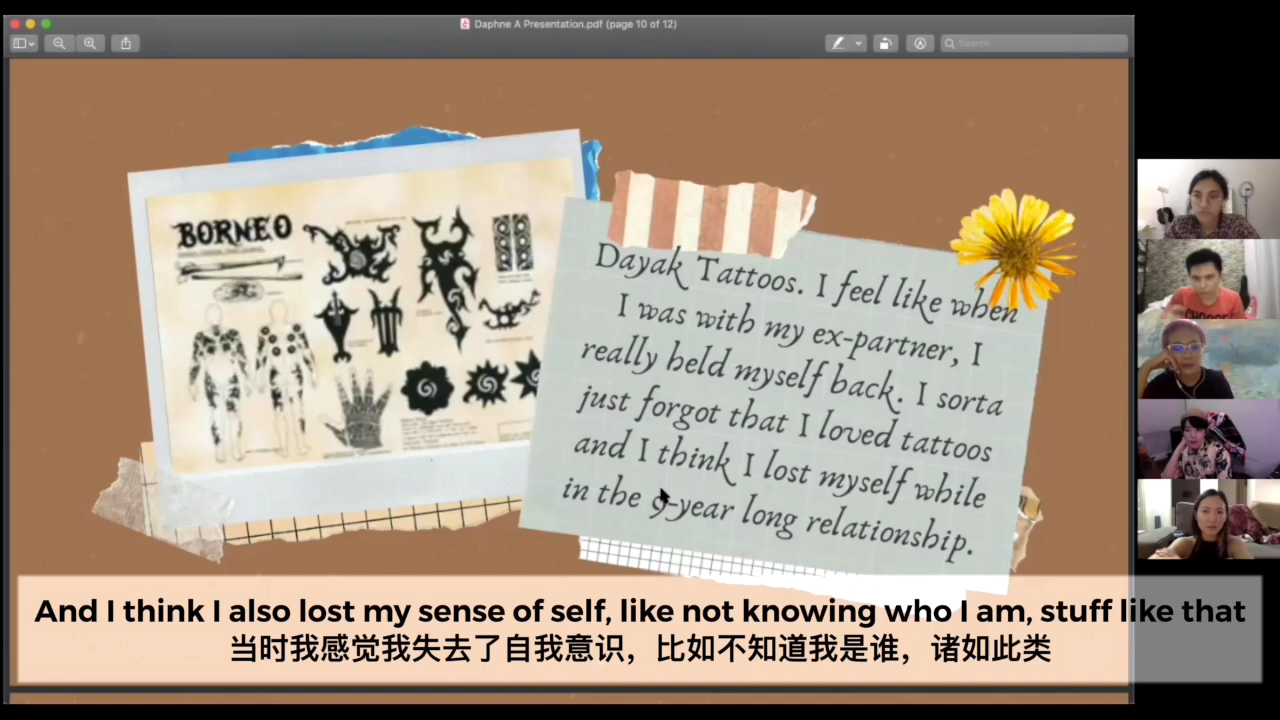 Daphne A Presentation.pdf (page 10 of 12)
Search
BORNEO
Dayak Tattoos. I feel like when
I was with my ex-partner, I
really held myself back. I sorta
just forgot that I loved tattoos
and I think I lost myself while
in the 9-year long relationship.
And I think I also lost my sense of self, like not knowing who I am, stuff like that
当时我感觉我失去了自我意识，比如不知道我是谁，诸如此类